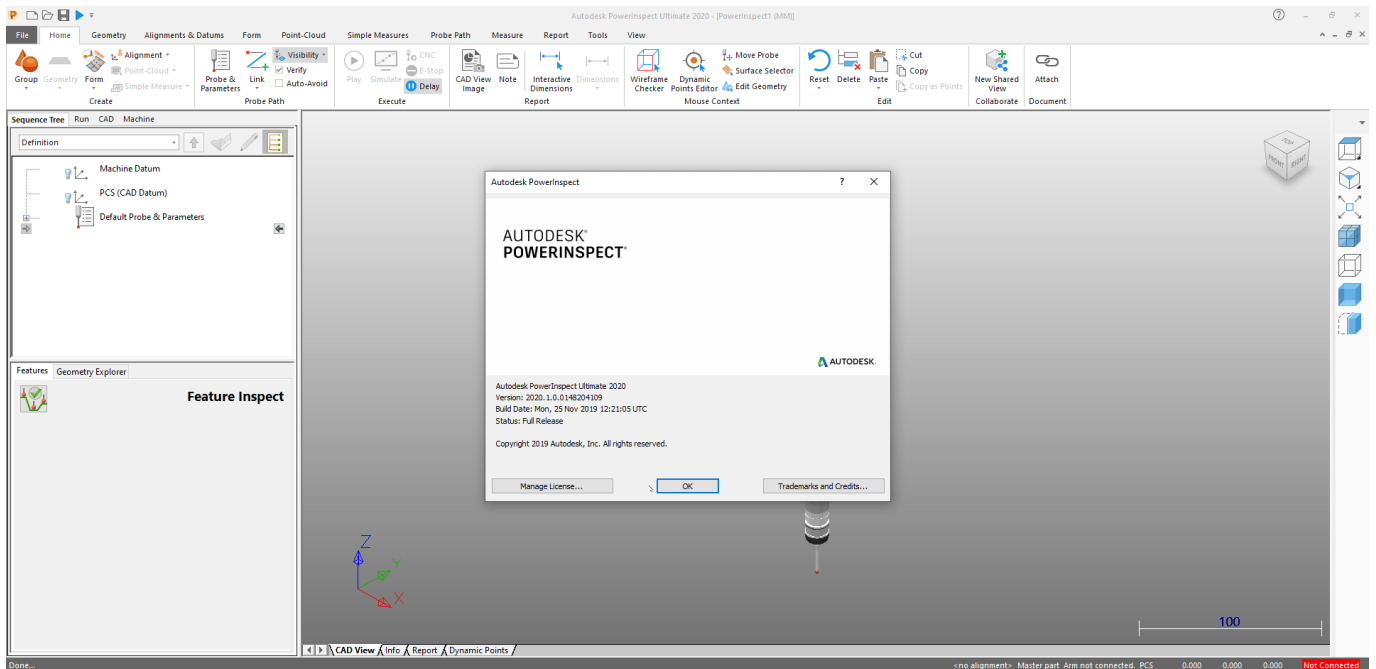 Autodesk PowerInspect Ultimate 2020 - [PowerInspect1 (MM)]
File Home Geometry Alignments & Datums Form Point-Cloud Simple Measures Probe Path Measure Report Tools View
Group Geometry Form
Alignment
Point-Cloud
Simple Measure
Create
Probe & Parameters
Link
Visibility
Verify
Auto-Avoid
Probe Path
Play Simulate
CNC
E-Stop
Delay
Execute
CAD View Image
Note
Interactive Dimensions
Dimensions
Report
Wireframe Checker
Dynamic Points Editor
Move Probe
Surface Selector
Edit Geometry
Mouse Context
Reset Delete Paste
Cut
Copy
Copy as Points
Edit
New Shared View
Collaborate
Attach
Document
Sequence Tree Run CAD Machine
Definition
Machine Datum
PCS (CAD Datum)
Default Probe & Parameters
Features Geometry Explorer
Feature Inspect
TOP
FRONT RIGHT
Autodesk PowerInspect ? X
AUTODESK®
POWERINSPECT®
AUTODESK.
Autodesk PowerInspect Ultimate 2020
Version: 2020.1.0.0148204109
Build Date: Mon, 25 Nov 2019 12:21:05 UTC
Status: Full Release
Copyright 2019 Autodesk, Inc. All rights reserved.
Manage License... OK Trademarks and Credits...
Z
Y
X
100
CAD View Info Report Dynamic Points
Done... <no alignment> Master part Arm not connected. PCS 0.000 0.000 0.000 Not Connected